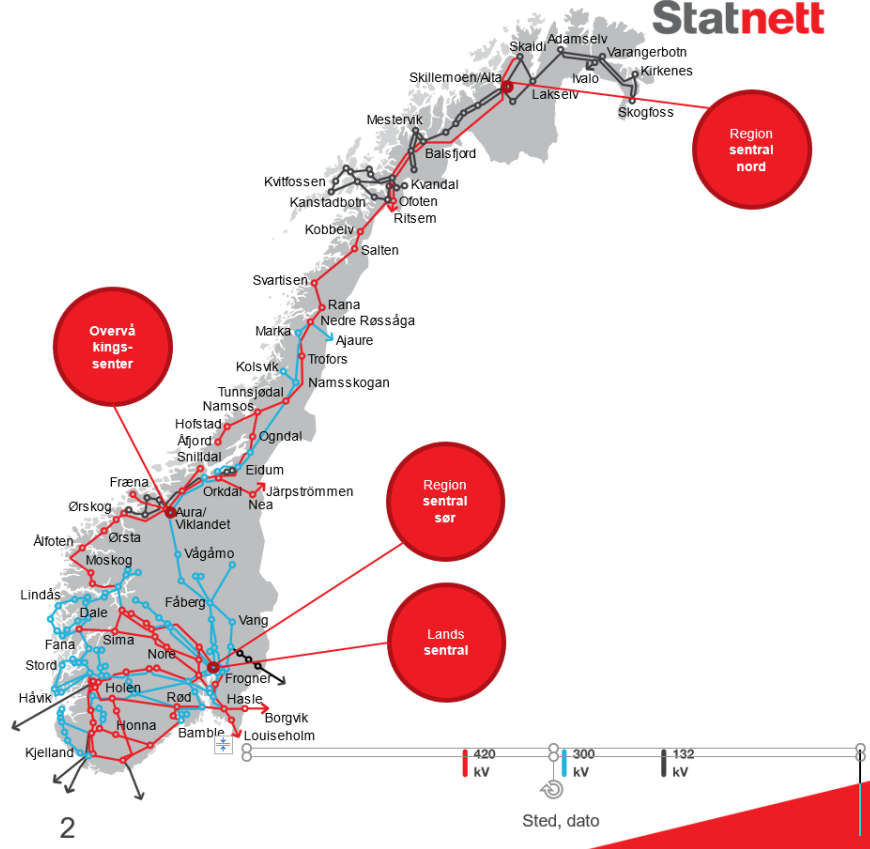 Statnett
Adamselv
Skaidi
Varangerbotn
Skillemoen/Alta
Ivalo
Kirkenes
Lakselv
Skogfoss
Mestervik
Region
sentral
nord
Balsfjord
Kvitfossen
Kvandal
Kanstadbotn
Ofoten
Ritsem
Kobbelv
Salten
Svartisen
Rana
Nedre Røssåga
Marka
Ajaure
Overvå
kings-
senter
Trofors
Kolsvik
Namsskogan
Tunnsjødal
Namsos
Hofstad
Ogndal
Åfjord
Snilldal
Eidum
Fræna
Orkdal
Järpströmmen
Nea
Region
sentral
sør
Ørskog
Aura/
Viklandet
Ørsta
Ålfoten
Vågåmo
Moskog
Lindås
Fåberg
Dale
Vang
Fana
Sima
Lands
sentral
Nore
Stord
Frogner
Holen
Håvik
Rød
Hasle
Borgvik
Honna
Bamble
Louiseholm
Kjelland
420
kV
300
kV
132
kV
Sted, dato
2